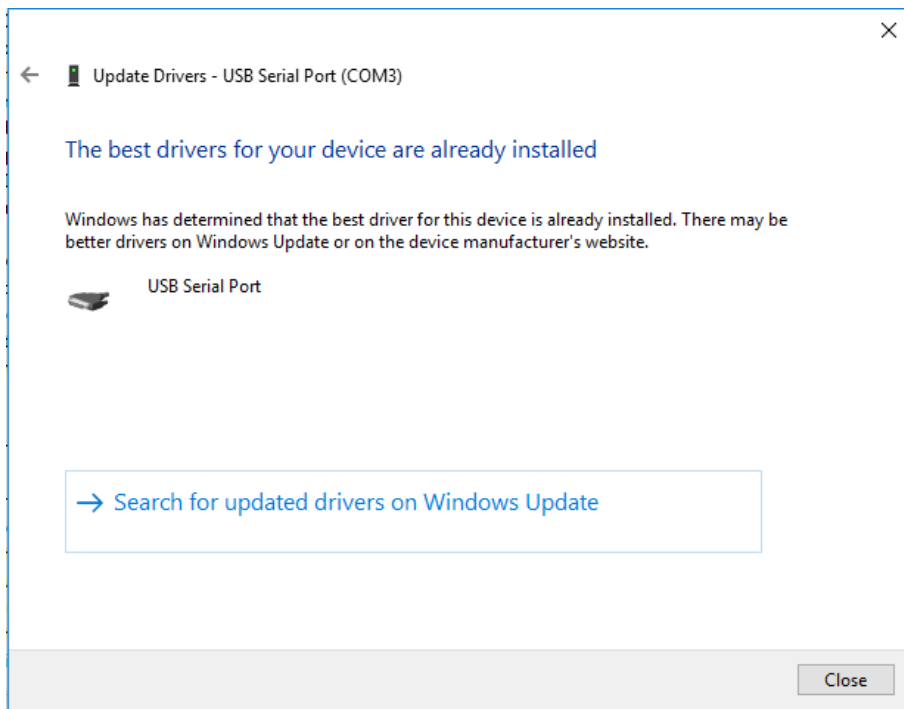 Update Drivers - USB Serial Port (COM3)
The best drivers for your device are already installed
Windows has determined that the best driver for this device is already installed. There may be
better drivers on Windows Update or on the device manufacturer's website.
USB Serial Port
Search for updated drivers on Windows Update
Close